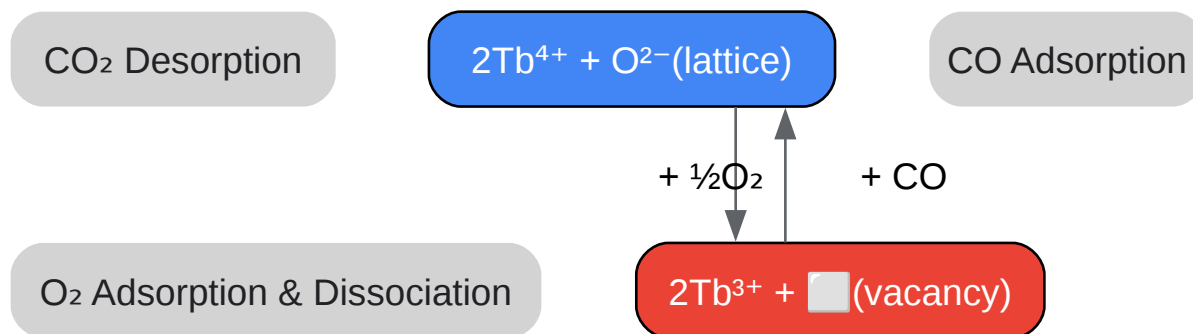 CO₂ Desorption
2Tb⁴⁺ + O²⁻(lattice)
CO Adsorption
+ ½O₂
+ CO
O₂ Adsorption & Dissociation
2Tb³⁺ + ⬜(vacancy)